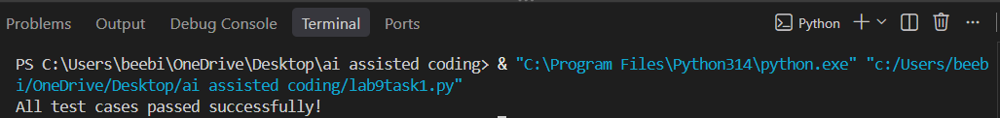 Problems Output Debug Console Terminal Ports Python
PS C:\Users\beebi\OneDrive\Desktop\ai assisted coding> & "C:\Program Files\Python314\python.exe" "c:/Users/beeb
i/OneDrive/Desktop/ai assisted coding/lab9task1.py"
All test cases passed successfully!